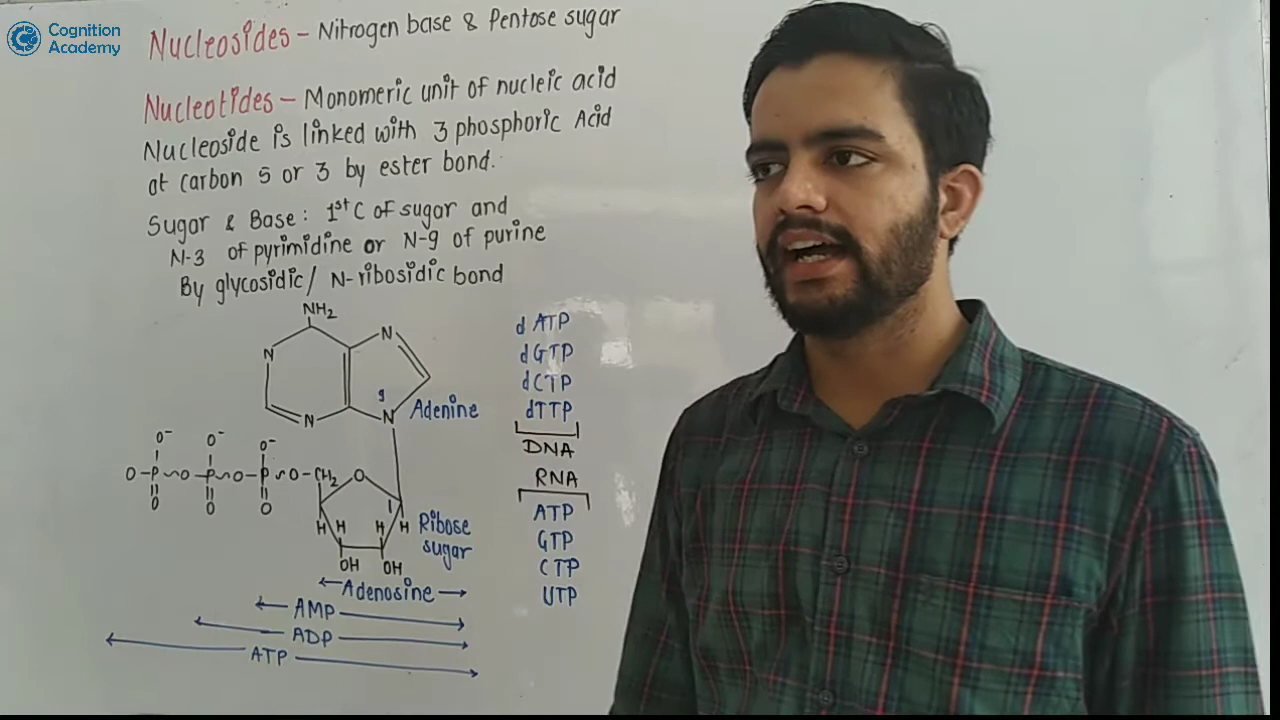 Cognition
Academy
Nucleosides – Nitrogen base & Pentose sugar
Nucleotides – Monomeric unit of nucleic acid
Nucleoside is linked with 3 phosphoric Acid
at carbon 5 or 3 by ester bond.
Sugar & Base: 1st C of sugar and
N-3 of pyrimidine or N-9 of purine
By glycosidic/ N-ribosidic bond
NH2
N N
9
N N Adenine
O- O- O-
O-P~O-P~O-P~O-CH2 O
O O O
1
H H H H Ribose
sugar
OH OH
Adenosine
AMP
ADP
ATP
dATP
dGTP
dCTP
dTTP
DNA
RNA
ATP
GTP
CTP
UTP